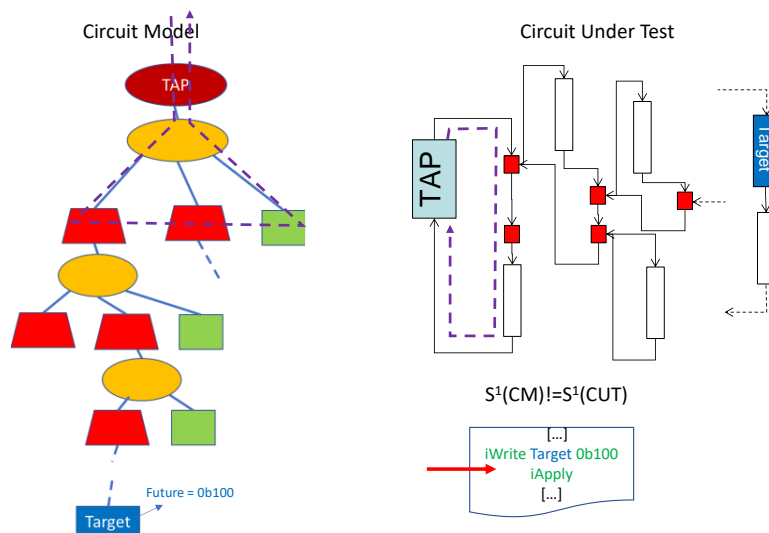 Circuit Model
TAP
Future = 0b100
Target
Circuit Under Test
TAP
Target
S¹(CM)!=S¹(CUT)
[...]
iWrite Target 0b100
iApply
[...]